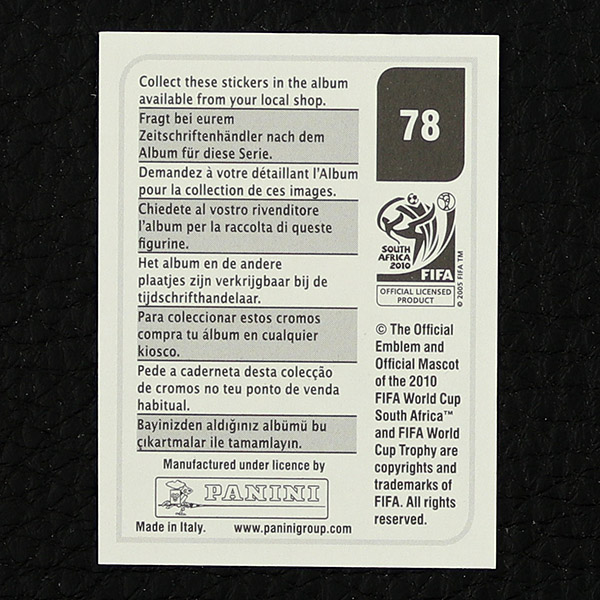 Collect these stickers in the album
available from your local shop.
Fragt bei eurem
Zeitschriftenhändler nach dem
Album für diese Serie.
Demandez à votre détaillant l'Album
pour la collection de ces images.
Chiedete al vostro rivenditore
l'album per la raccolta di queste
figurine.
Het album en de andere
plaatjes zijn verkrijgbaar bij de
tijdschrifthandelaar.
Para coleccionar estos cromos
compra tu álbum en cualquier
kiosco.
Pede a caderneta desta colecção
de cromos no teu ponto de venda
habitual.
Bayinizden aldığınız albümü bu
çıkartmalar ile tamamlayın.
Manufactured under licence by
PANINI
Made in Italy. www.paninigroup.com
78
SOUTH
AFRICA
2010
FIFA
OFFICIAL LICENSED
PRODUCT
© 2005 FIFA TM
© The Official
Emblem and
Official Mascot
of the 2010
FIFA World Cup
South Africa™
and FIFA World
Cup Trophy are
copyrights and
trademarks of
FIFA. All rights
reserved.